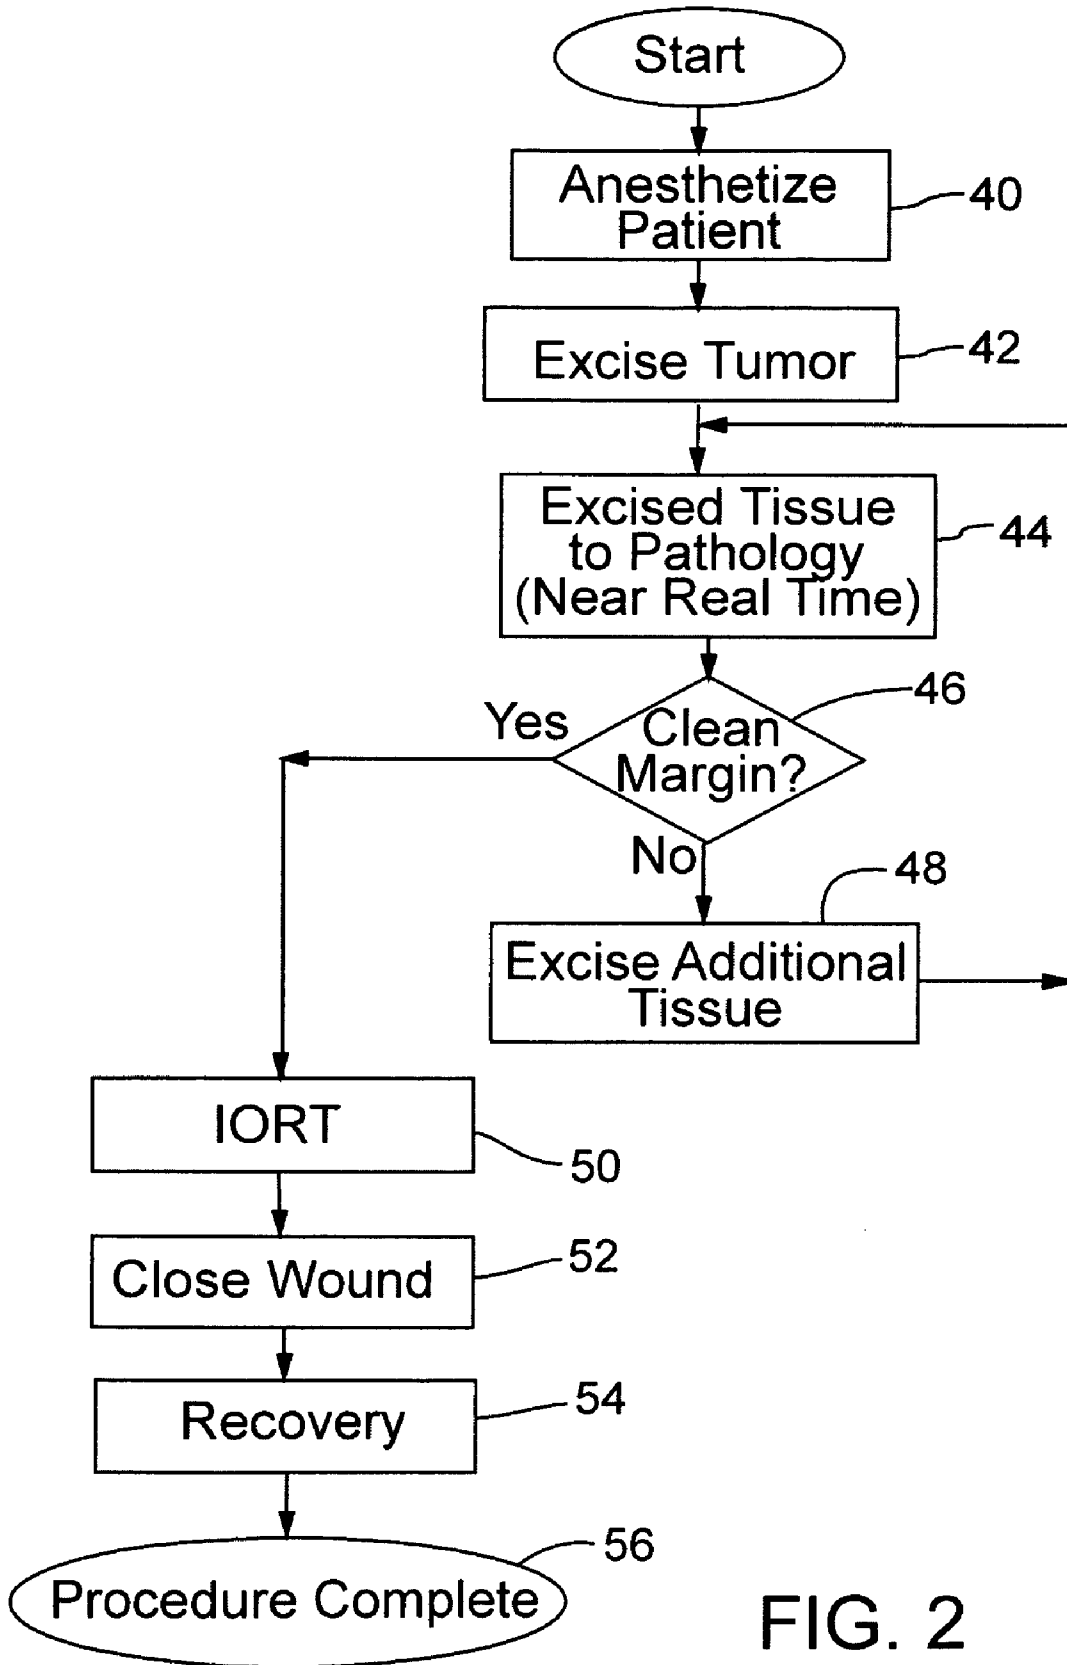 Start
Anesthetize
Patient
40
Excise Tumor
42
Excised Tissue
to Pathology
(Near Real Time)
44
Clean
Margin?
46
Yes
No
Excise Additional
Tissue
48
IORT
50
Close Wound
52
Recovery
54
Procedure Complete
56
FIG. 2